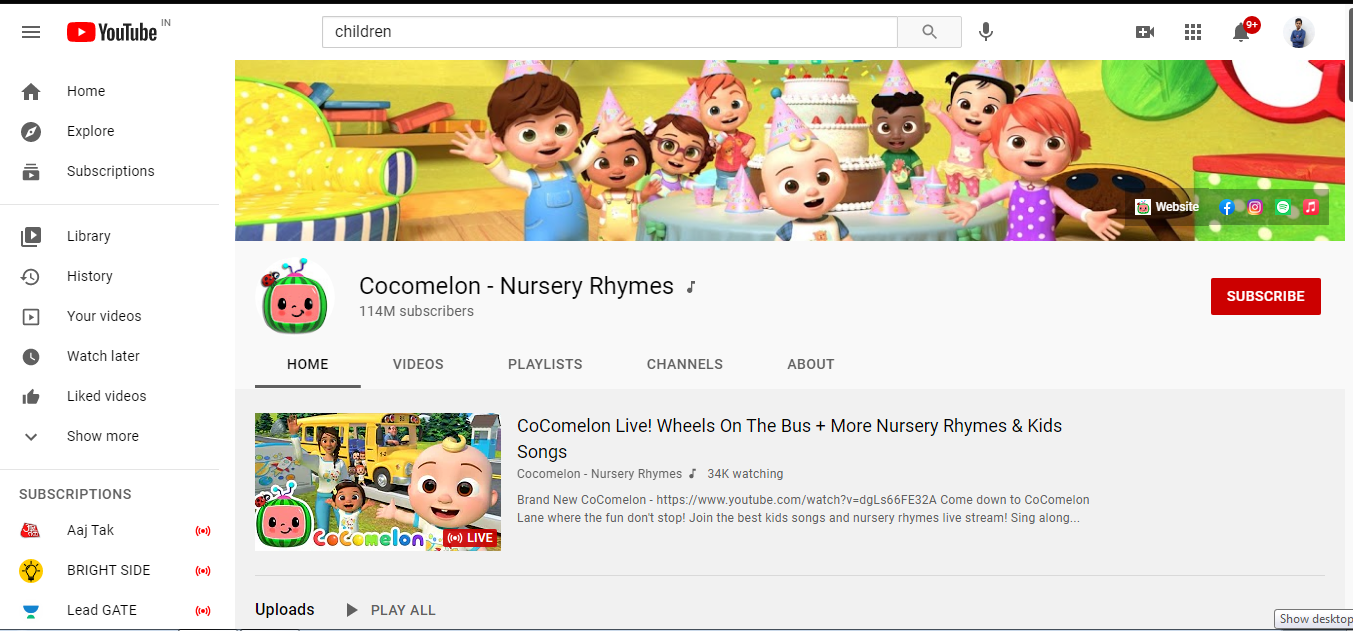 YouTube IN
children
9+
Home
Explore
Subscriptions
Library
History
Your videos
Watch later
Liked videos
Show more
SUBSCRIPTIONS
Aaj Tak
BRIGHT SIDE
Lead GATE
Website
Cocomelon - Nursery Rhymes
114M subscribers
SUBSCRIBE
HOME
VIDEOS
PLAYLISTS
CHANNELS
ABOUT
CoComelon
LIVE
CoComelon Live! Wheels On The Bus + More Nursery Rhymes & Kids
Songs
Cocomelon - Nursery Rhymes 34K watching
Brand New CoComelon - https://www.youtube.com/watch?v=dgLs66FE32A Come down to CoComelon
Lane where the fun don't stop! Join the best kids songs and nursery rhymes live stream! Sing along...
Uploads
PLAY ALL
Show desktop